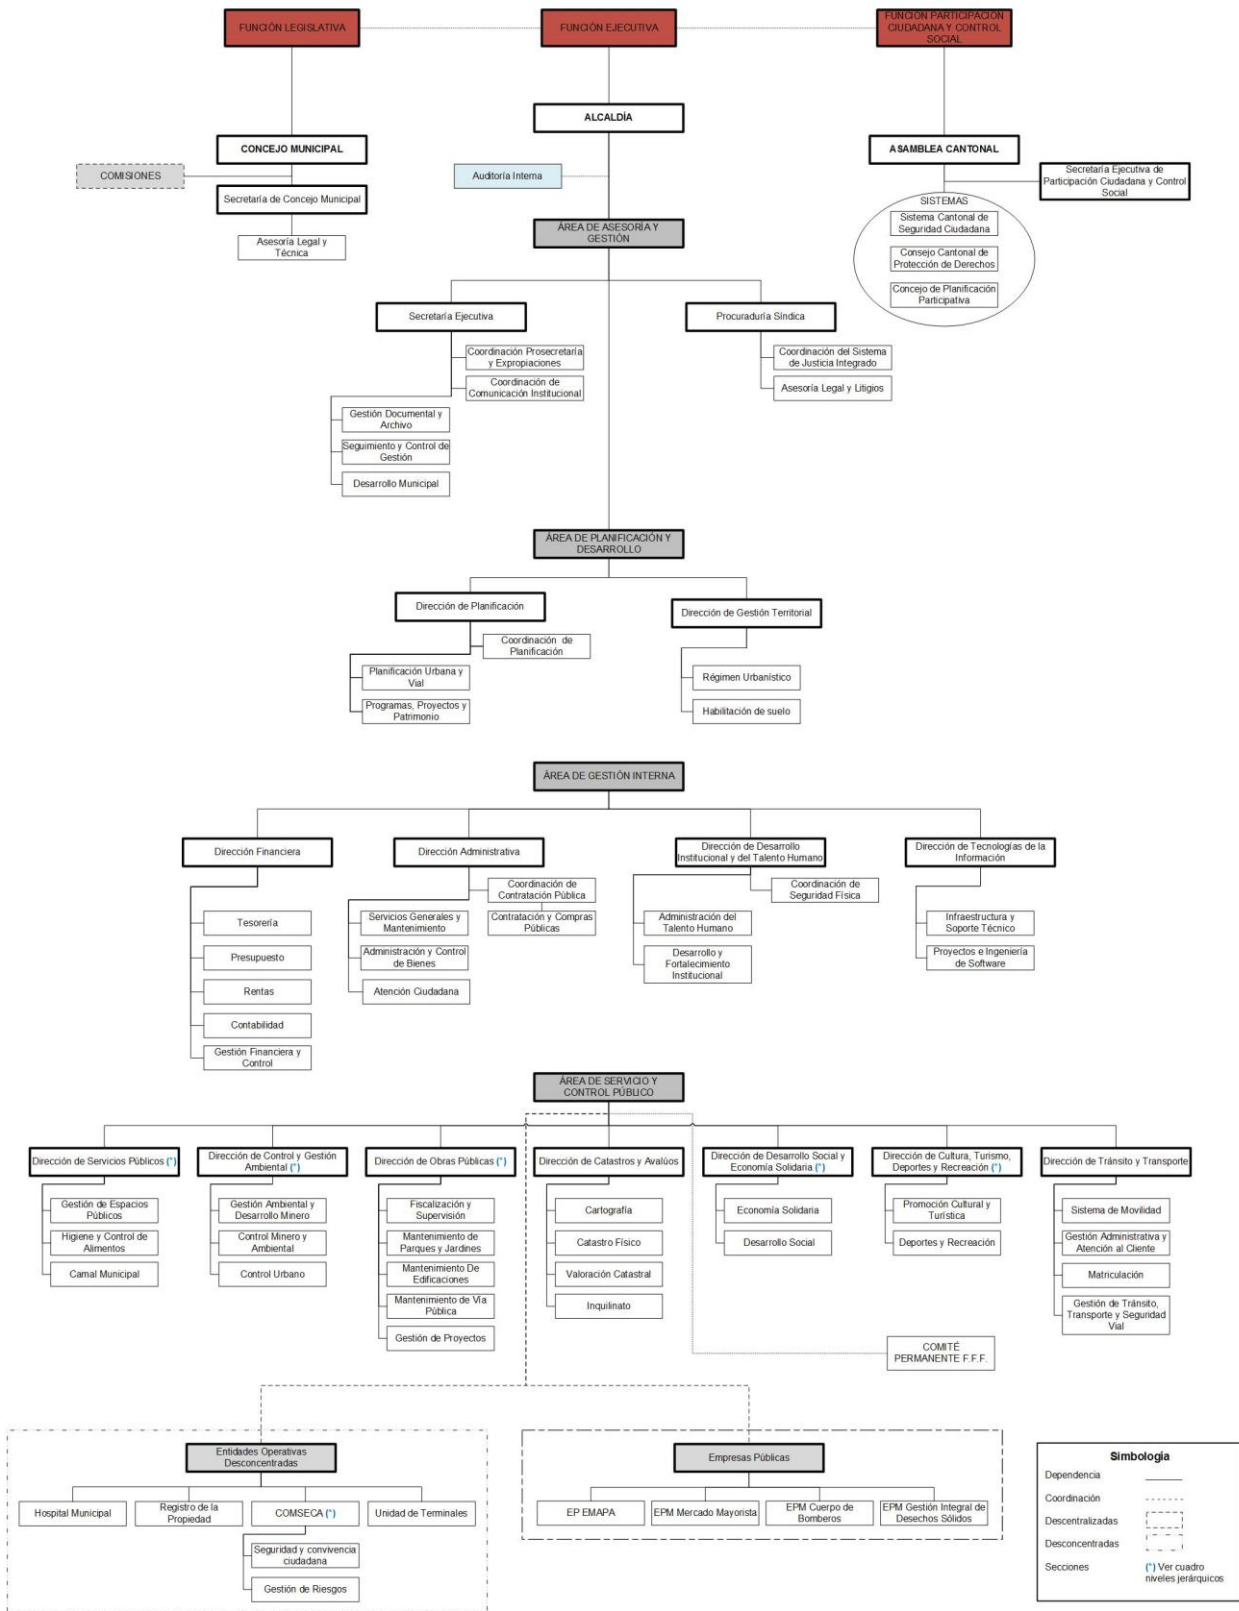 FUNCIÓN LEGISLATIVA
FUNCIÓN EJECUTIVA
FUNCIÓN PARTICIPACIÓN
CIUDADANA Y CONTROL
SOCIAL
ALCALDÍA
CONCEJO MUNICIPAL
ASAMBLEA CANTONAL
COMISIONES
Auditoría Interna
Secretaría Ejecutiva de
Participación Ciudadana y Control
Social
Secretaría de Concejo Municipal
Asesoría Legal y
Técnica
SISTEMAS
Sistema Cantonal de
Seguridad Ciudadana
Consejo Cantonal de
Protección de Derechos
Concejo de Planificación
Participativa
ÁREA DE ASESORÍA Y
GESTIÓN
Secretaría Ejecutiva
Procuraduría Síndica
Coordinación Prosecretaría
y Expropiaciones
Coordinación de
Comunicación Institucional
Gestión Documental y
Archivo
Seguimiento y Control de
Gestión
Desarrollo Municipal
Coordinación del Sistema
de Justicia Integrado
Asesoría Legal y Litigios
ÁREA DE PLANIFICACIÓN Y
DESARROLLO
Dirección de Planificación
Dirección de Gestión Territorial
Coordinación de
Planificación
Planificación Urbana y
Vial
Programas, Proyectos y
Patrimonio
Régimen Urbanístico
Habilitación de suelo
ÁREA DE GESTIÓN INTERNA
Dirección Financiera
Dirección Administrativa
Dirección de Desarrollo
Institucional y del Talento Humano
Dirección de Tecnologías de la
Información
Tesorería
Presupuesto
Rentas
Contabilidad
Gestión Financiera y
Control
Coordinación de
Contratación Pública
Contratación y Compras
Públicas
Servicios Generales y
Mantenimiento
Administración y Control
de Bienes
Atención Ciudadana
Coordinación de
Seguridad Física
Administración del
Talento Humano
Desarrollo y
Fortalecimiento
Institucional
Infraestructura y
Soporte Técnico
Proyectos e Ingeniería
de Software
ÁREA DE SERVICIO Y
CONTROL PÚBLICO
Dirección de Servicios Públicos (*)
Dirección de Control y Gestión
Ambiental (*)
Dirección de Obras Públicas (*)
Dirección de Catastros y Avalúos
Dirección de Desarrollo Social y
Economía Solidaria (*)
Dirección de Cultura, Turismo,
Deportes y Recreación (*)
Dirección de Tránsito y Transporte
Gestión de Espacios
Públicos
Higiene y Control de
Alimentos
Camal Municipal
Gestión Ambiental y
Desarrollo Minero
Control Minero y
Ambiental
Control Urbano
Fiscalización y
Supervisión
Mantenimiento de
Parques y Jardines
Mantenimiento De
Edificaciones
Mantenimiento de Vía
Pública
Gestión de Proyectos
Cartografía
Catastro Físico
Valoración Catastral
Inquilinato
Economía Solidaria
Desarrollo Social
Promoción Cultural y
Turística
Deportes y Recreación
Sistema de Movilidad
Gestión Administrativa y
Atención al Cliente
Matriculación
Gestión de Tránsito,
Transporte y Seguridad
Vial
COMITÉ
PERMANENTE F.F.F.
Entidades Operativas
Desconcentradas
Hospital Municipal
Registro de la
Propiedad
COMSECA (*)
Unidad de Terminales
Seguridad y convivencia
ciudadana
Gestión de Riesgos
Empresas Públicas
EP EMAPA
EPM Mercado Mayorista
EPM Cuerpo de
Bomberos
EPM Gestión Integral de
Desechos Sólidos
Simbología
Dependencia
Coordinación
Descentralizadas
Desconcentradas
Secciones
(*) Ver cuadro
niveles jerárquicos